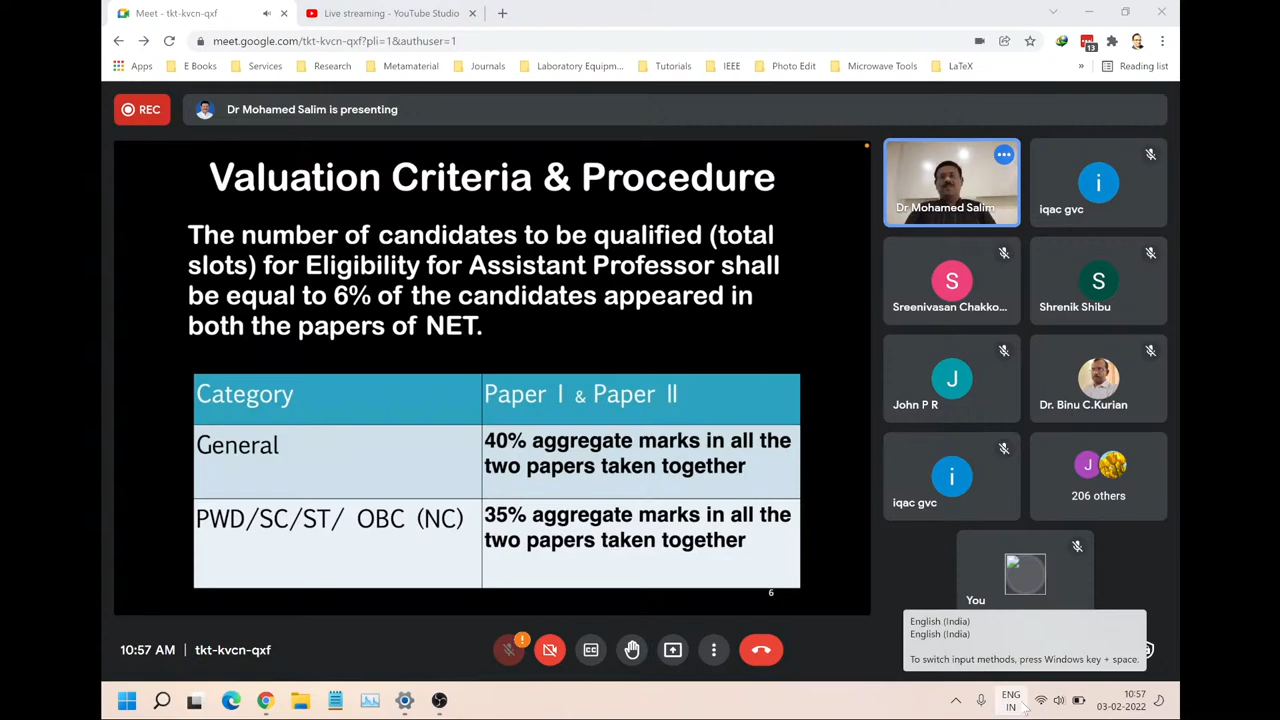 Meet - tkt-kvcn-qxf
Live streaming - YouTube Studio
meet.google.com/tkt-kvcn-qxf?pli=1&authuser=1
13
Apps E Books Services Research Metamaterial Journals Laboratory Equipm... Tutorials IEEE Photo Edit Microwave Tools LaTeX » Reading list
REC
Dr Mohamed Salim is presenting
Valuation Criteria & Procedure
The number of candidates to be qualified (total
slots) for Eligibility for Assistant Professor shall
be equal to 6% of the candidates appeared in
both the papers of NET.
Category Paper I & Paper II
General
40% aggregate marks in all the
two papers taken together
PWD/SC/ST/ OBC (NC)
35% aggregate marks in all the
two papers taken together
6
Dr Mohamed Salim
i
iqac gvc
S
Sreenivasan Chakko...
S
Shrenik Shibu
J
John P R
Dr. Binu C.Kurian
i
iqac gvc
J
206 others
You
English (India)
English (India)
To switch input methods, press Windows key + space.
10:57 AM tkt-kvcn-qxf
ENG
IN
10:57
03-02-2022